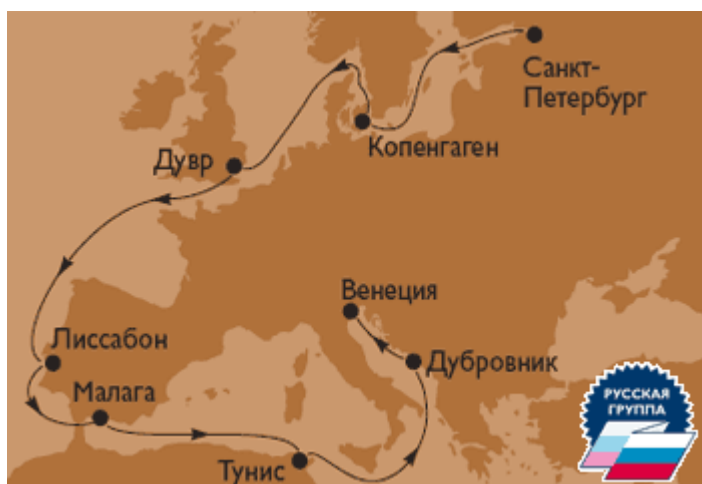 Санкт-
Петербург
Копенгаген
Дувр
Венеция
Лиссабон
Дубровник
Малага
Тунис
РУССКАЯ
ГРУППА